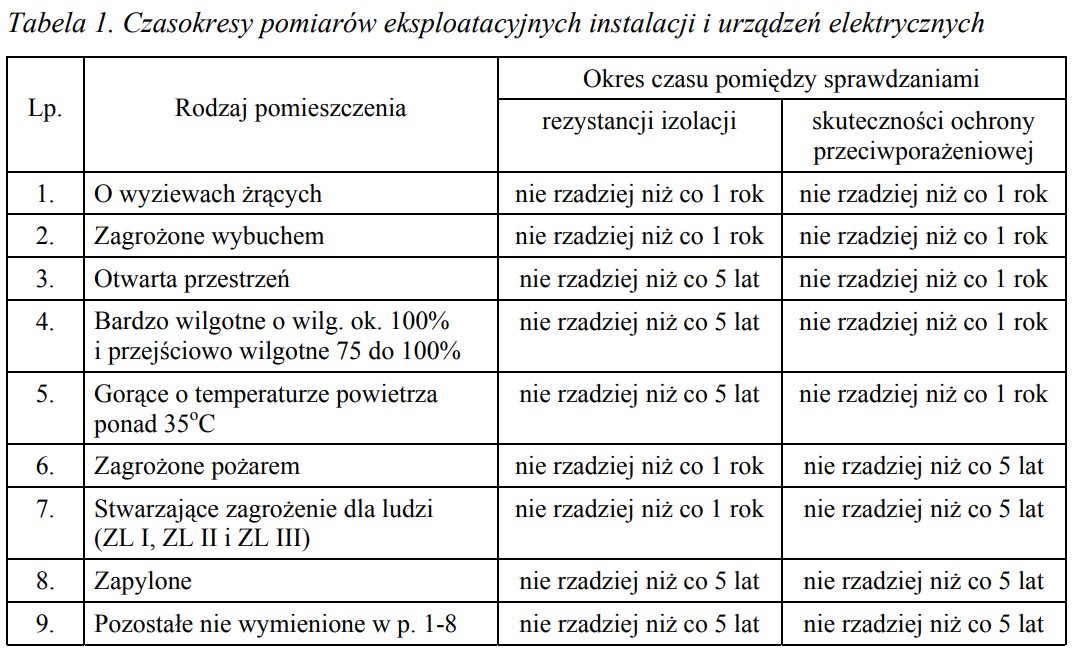 Tabela 1. Czasokresy pomiarów eksploatacyjnych instalacji i urządzeń elektrycznych
Lp.
Rodzaj pomieszczenia
Okres czasu pomiędzy sprawdzaniami
rezystancji izolacji
skuteczności ochrony
przeciwporażeniowej
1. O wyziewach żrących nie rzadziej niż co 1 rok nie rzadziej niż co 1 rok
2. Zagrożone wybuchem nie rzadziej niż co 1 rok nie rzadziej niż co 1 rok
3. Otwarta przestrzeń nie rzadziej niż co 5 lat nie rzadziej niż co 1 rok
4. Bardzo wilgotne o wilg. ok. 100% nie rzadziej niż co 5 lat nie rzadziej niż co 1 rok
i przejściowo wilgotne 75 do 100%
5. Gorące o temperaturze powietrza nie rzadziej niż co 5 lat nie rzadziej niż co 1 rok
ponad 35°C
6. Zagrożone pożarem nie rzadziej niż co 1 rok nie rzadziej niż co 5 lat
7. Stwarzające zagrożenie dla ludzi nie rzadziej niż co 1 rok nie rzadziej niż co 5 lat
(ZL I, ZL II i ZL III)
8. Zapylone nie rzadziej niż co 5 lat nie rzadziej niż co 5 lat
9. Pozostałe nie wymienione w p. 1-8 nie rzadziej niż co 5 lat nie rzadziej niż co 5 lat